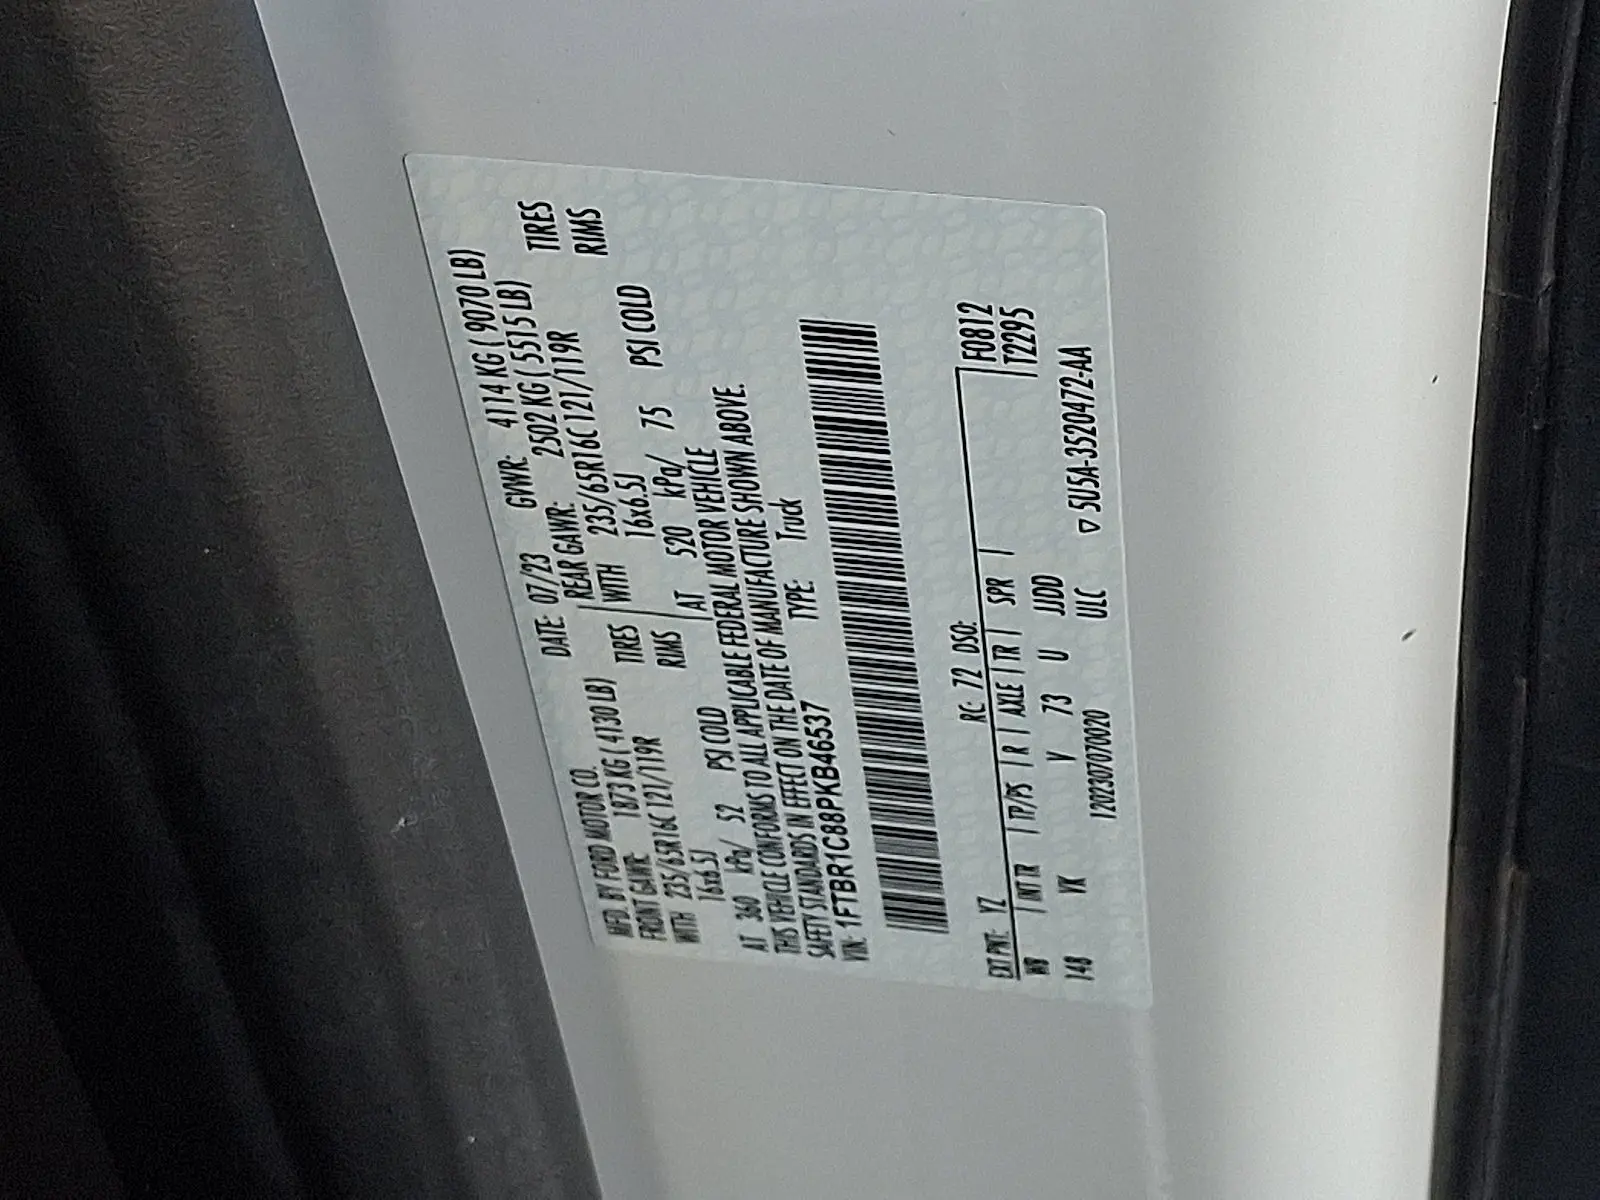 MFD. BY FORD MOTOR CO.
DATE: 07/23 GVWR: 4114 KG ( 9070 LB)
FRONT GAWR: 1873 KG ( 4130 LB) REAR GAWR: 2502 KG ( 5515 LB)
WITH 235/65R16C 121/119R TIRES WITH 235/65R16C 121/119R TIRES
16x6.5J RIMS 16x6.5J RIMS
AT 360 kPa/ 52 PSI COLD AT 520 kPa/ 75 PSI COLD
THIS VEHICLE CONFORMS TO ALL APPLICABLE FEDERAL MOTOR VEHICLE
SAFETY STANDARDS IN EFFECT ON THE DATE OF MANUFACTURE SHOWN ABOVE.
VIN: 1FTBR1C88PKB46537 TYPE: Truck
EXT PNT: YZ RC: 72 DSO: F0812
WB INT TR TP/PS R AXLE TR SPR T2295
148 VK V 73 U JJDD
1202307070020 ULC ▽ 5U5A-3520472-AA